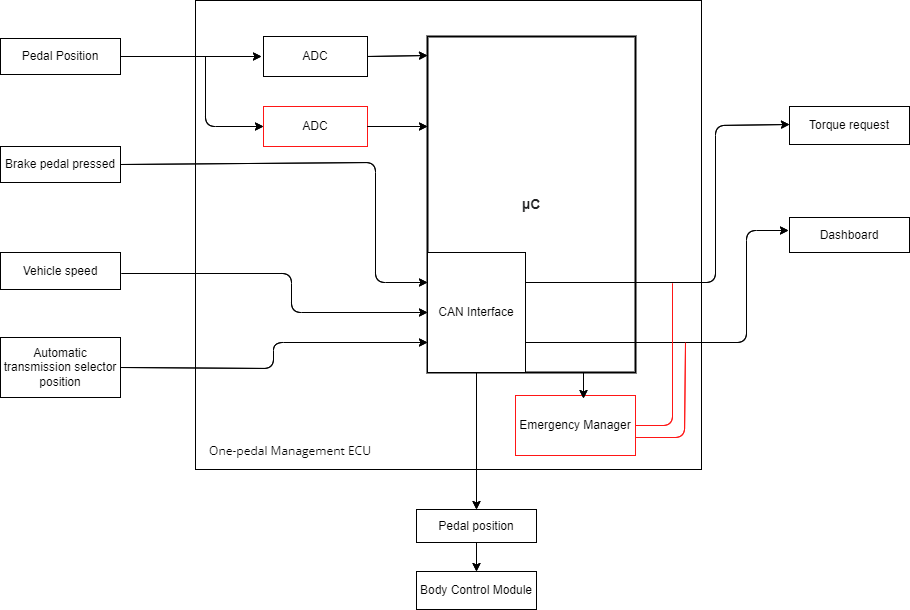 Pedal Position
ADC
ADC
Torque request
Brake pedal pressed
µC
Dashboard
Vehicle speed
CAN Interface
Automatic
transmission selector
position
Emergency Manager
One-pedal Management ECU
Pedal position
Body Control Module